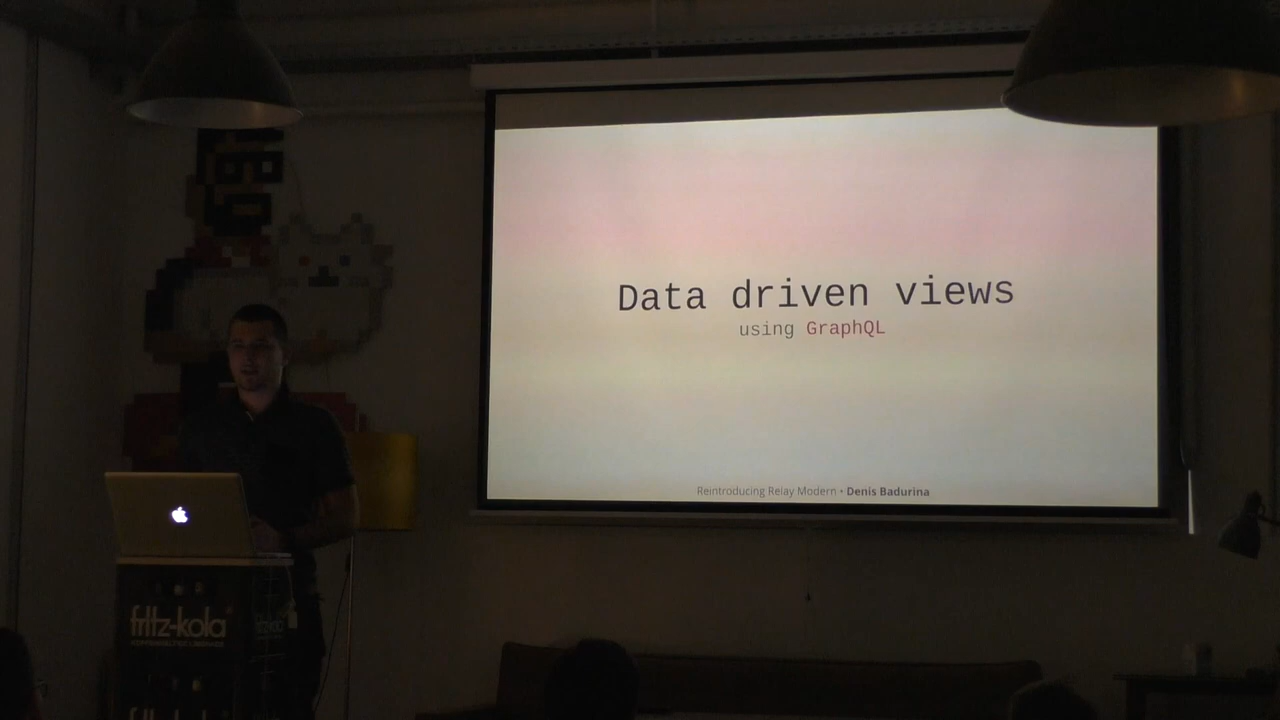 Data driven views
using GraphQL
Reintroducing Relay Modern • Denis Badurina
fritz-kola